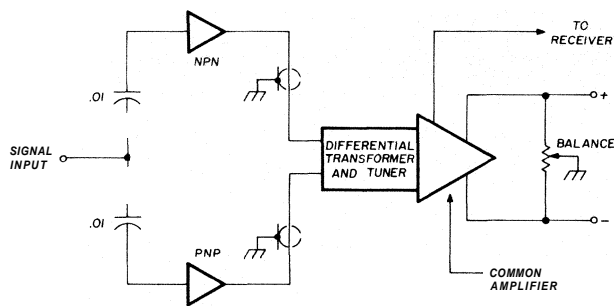 TO
RECEIVER
NPN
.01
+
SIGNAL
INPUT
DIFFERENTIAL
TRANSFORMER
AND TUNER
BALANCE
.01
PNP
-
COMMON
AMPLIFIER